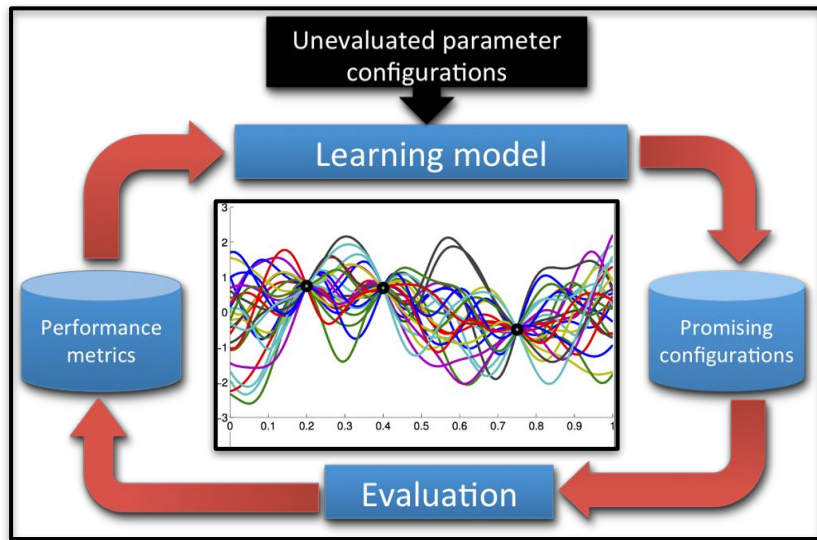 Unevaluated parameter
configurations
Learning model
3
2
1
0
-1
-2
-3
0
0.1
0.2
0.3
0.4
0.5
0.6
0.7
0.8
0.9
1
Performance
metrics
Promising
configurations
Evaluation